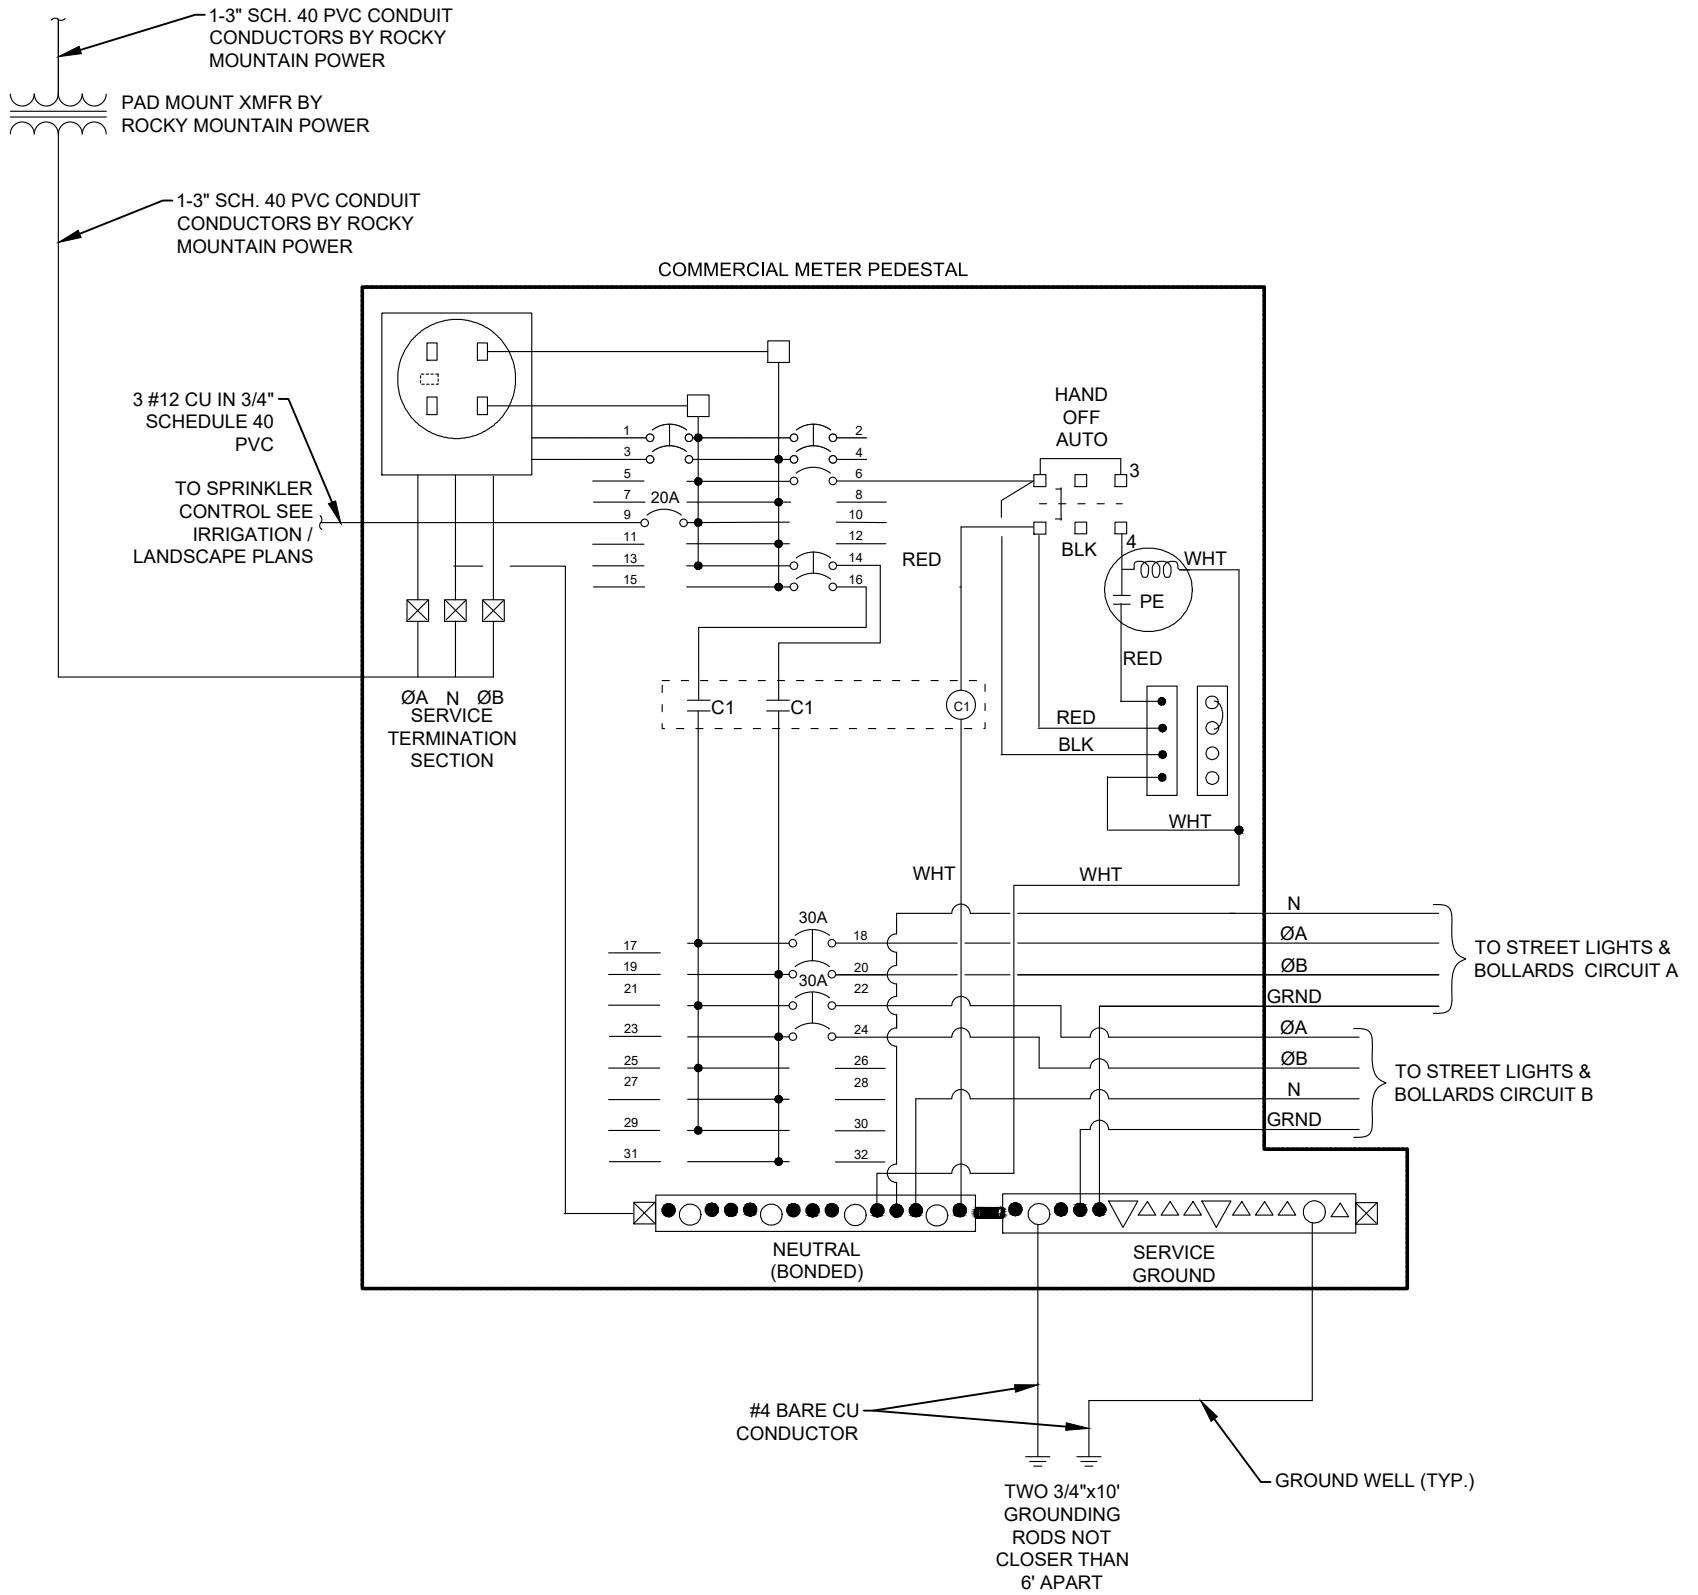 1-3" SCH. 40 PVC CONDUIT
CONDUCTORS BY ROCKY
MOUNTAIN POWER
PAD MOUNT XMFR BY
ROCKY MOUNTAIN POWER
1-3" SCH. 40 PVC CONDUIT
CONDUCTORS BY ROCKY
MOUNTAIN POWER
COMMERCIAL METER PEDESTAL
3 #12 CU IN 3/4"
SCHEDULE 40
PVC
TO SPRINKLER
CONTROL SEE
IRRIGATION /
LANDSCAPE PLANS
HAND
OFF
AUTO
1
2
3
4
5
6
7
20A
8
9
10
11
12
13
14
15
16
3
4
RED
BLK
WHT
PE
RED
ØA N ØB
SERVICE
TERMINATION
SECTION
C1
C1
C1
RED
BLK
WHT
WHT
WHT
30A
17
18
19
20
30A
21
22
23
24
25
26
27
28
29
30
31
32
N
ØA
ØB
GRND
TO STREET LIGHTS &
BOLLARDS CIRCUIT A
ØA
ØB
N
GRND
TO STREET LIGHTS &
BOLLARDS CIRCUIT B
NEUTRAL
(BONDED)
SERVICE
GROUND
#4 BARE CU
CONDUCTOR
GROUND WELL (TYP.)
TWO 3/4"x10'
GROUNDING
RODS NOT
CLOSER THAN
6' APART